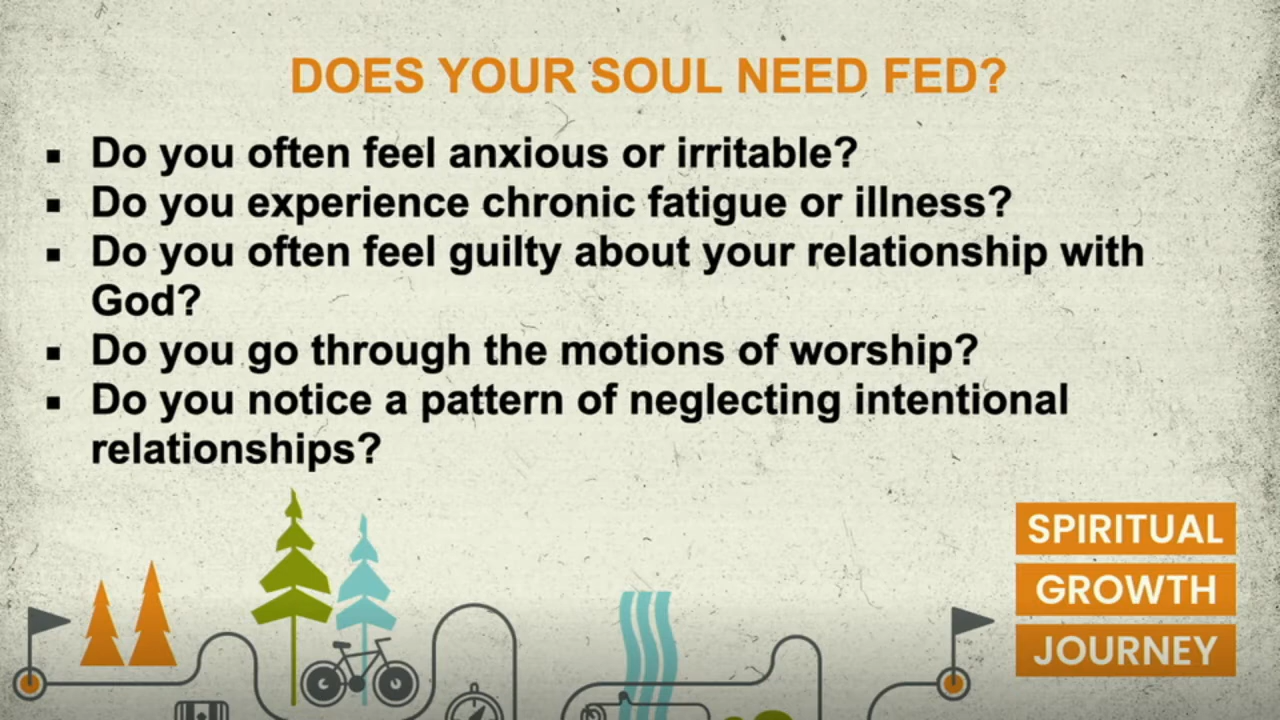 DOES YOUR SOUL NEED FED?
▪ Do you often feel anxious or irritable?
▪ Do you experience chronic fatigue or illness?
▪ Do you often feel guilty about your relationship with
God?
▪ Do you go through the motions of worship?
▪ Do you notice a pattern of neglecting intentional
relationships?
SPIRITUAL
GROWTH
JOURNEY